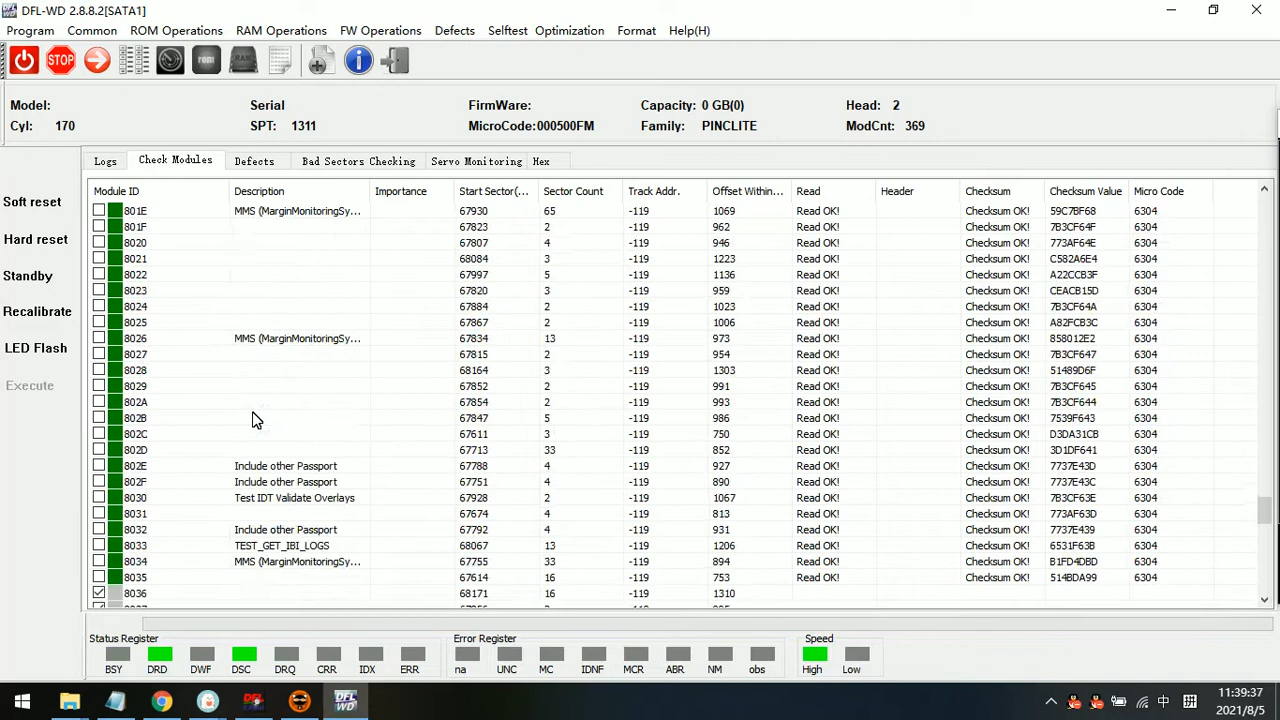 DFL-WD 2.8.8.2[SATA1]
Program Common ROM Operations RAM Operations FW Operations Defects Selftest Optimization Format Help(H)
STOP rom
Model: Serial FirmWare: Capacity: 0 GB(0) Head: 2
Cyl: 170 SPT: 1311 MicroCode:000500FM Family: PINCLITE ModCnt: 369
Logs Check Modules Defects Bad Sectors Checking Servo Monitoring Hex
Soft reset
Hard reset
Standby
Recalibrate
LED Flash
Execute
Module ID Description Importance Start Sector(... Sector Count Track Addr. Offset Within... Read Header Checksum Checksum Value Micro Code
801E MMS (MarginMonitoringSy... 67930 65 -119 1069 Read OK! Checksum OK! 59C7BF68 6304
801F 67823 2 -119 962 Read OK! Checksum OK! 7B3CF64F 6304
8020 67807 4 -119 946 Read OK! Checksum OK! 773AF64E 6304
8021 68084 3 -119 1223 Read OK! Checksum OK! C582A6E4 6304
8022 67997 5 -119 1136 Read OK! Checksum OK! A22CCB3F 6304
8023 67820 3 -119 959 Read OK! Checksum OK! CEACB15D 6304
8024 67884 2 -119 1023 Read OK! Checksum OK! 7B3CF64A 6304
8025 67867 2 -119 1006 Read OK! Checksum OK! A82FCB3C 6304
8026 MMS (MarginMonitoringSy... 67834 13 -119 973 Read OK! Checksum OK! 858012E2 6304
8027 67815 2 -119 954 Read OK! Checksum OK! 7B3CF647 6304
8028 68164 3 -119 1303 Read OK! Checksum OK! 51489D6F 6304
8029 67852 2 -119 991 Read OK! Checksum OK! 7B3CF645 6304
802A 67854 2 -119 993 Read OK! Checksum OK! 7B3CF644 6304
802B 67847 5 -119 986 Read OK! Checksum OK! 7539F643 6304
802C 67611 3 -119 750 Read OK! Checksum OK! D3DA31CB 6304
802D 67713 33 -119 852 Read OK! Checksum OK! 3D1DF641 6304
802E Include other Passport 67788 4 -119 927 Read OK! Checksum OK! 7737E43D 6304
802F Include other Passport 67751 4 -119 890 Read OK! Checksum OK! 7737E43C 6304
8030 Test IDT Validate Overlays 67928 2 -119 1067 Read OK! Checksum OK! 7B3CF63E 6304
8031 67674 4 -119 813 Read OK! Checksum OK! 773AF63D 6304
8032 Include other Passport 67792 4 -119 931 Read OK! Checksum OK! 7737E439 6304
8033 TEST_GET_IBI_LOGS 68067 13 -119 1206 Read OK! Checksum OK! 6531F63B 6304
8034 MMS (MarginMonitoringSy... 67755 33 -119 894 Read OK! Checksum OK! B1FD4DBD 6304
8035 67614 16 -119 753 Read OK! Checksum OK! 514BDA99 6304
8036 68171 16 -119 1310
Status Register Error Register Speed
BSY DRD DWF DSC DRQ CRR IDX ERR na UNC MC IDNF MCR ABR NM obs High Low
DFL DFL WD 中 拼 11:39:37
2021/8/5